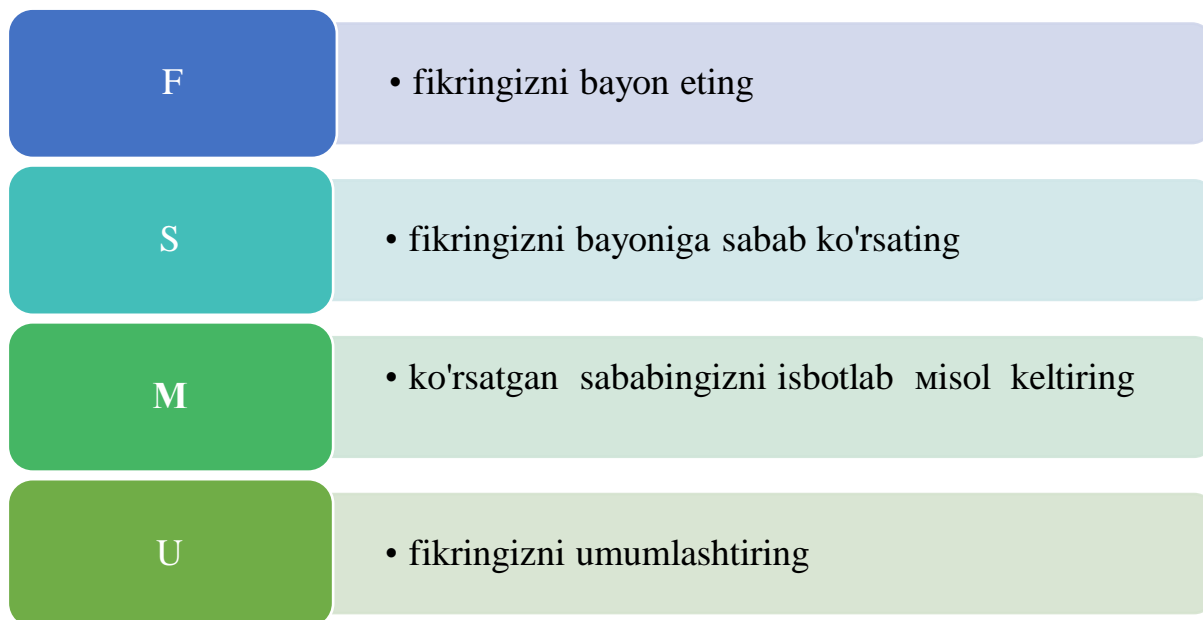 F
• fikringizni bayon eting
S
• fikringizni bayoniga sabab ko'rsating
M
• ko'rsatgan sababingizni isbotlab мisol keltiring
U
• fikringizni umumlashtiring